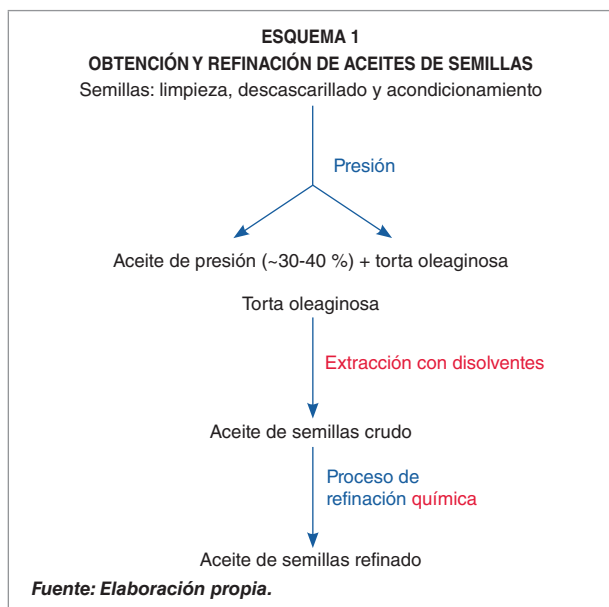 ESQUEMA 1
OBTENCIÓN Y REFINACIÓN DE ACEITES DE SEMILLAS
Semillas: limpieza, descascarillado y acondicionamiento
Presión
Aceite de presión (~30-40 %) + torta oleaginosa
Torta oleaginosa
Extracción con disolventes
Aceite de semillas crudo
Proceso de
refinación química
Aceite de semillas refinado
Fuente: Elaboración propia.